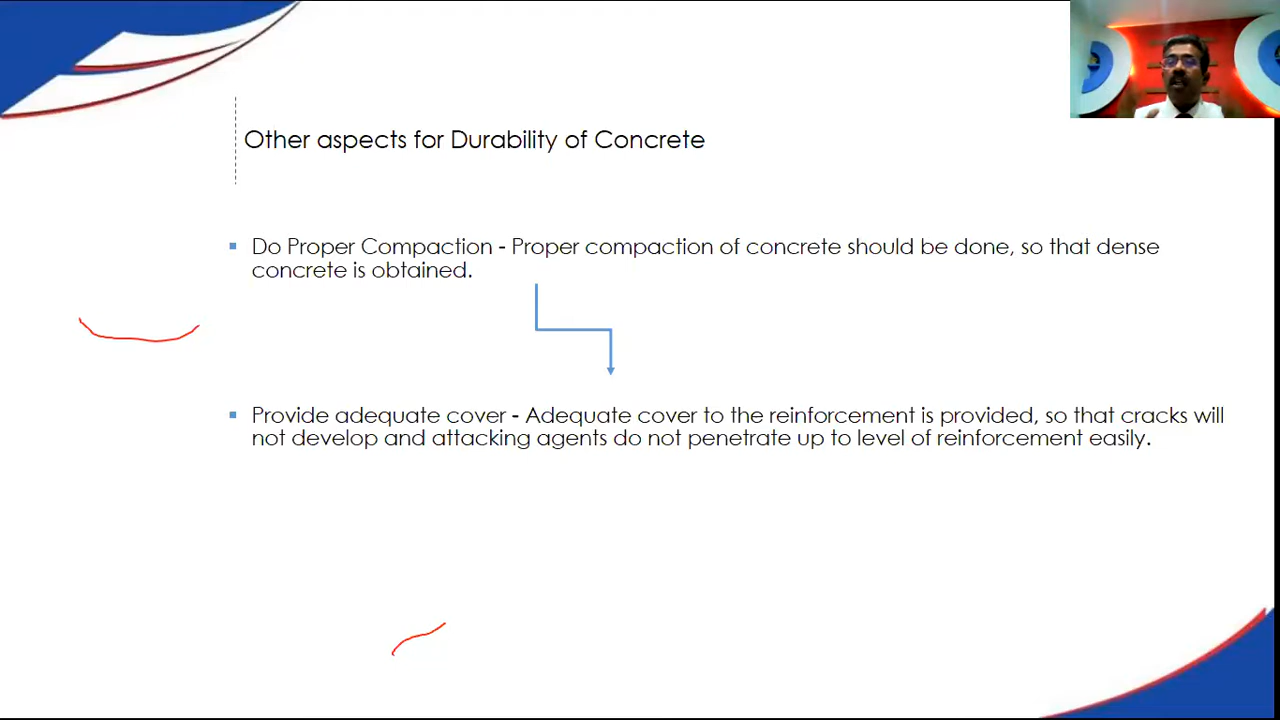 Other aspects for Durability of Concrete
▪ Do Proper Compaction - Proper compaction of concrete should be done, so that dense
concrete is obtained.
▪ Provide adequate cover - Adequate cover to the reinforcement is provided, so that cracks will
not develop and attacking agents do not penetrate up to level of reinforcement easily.